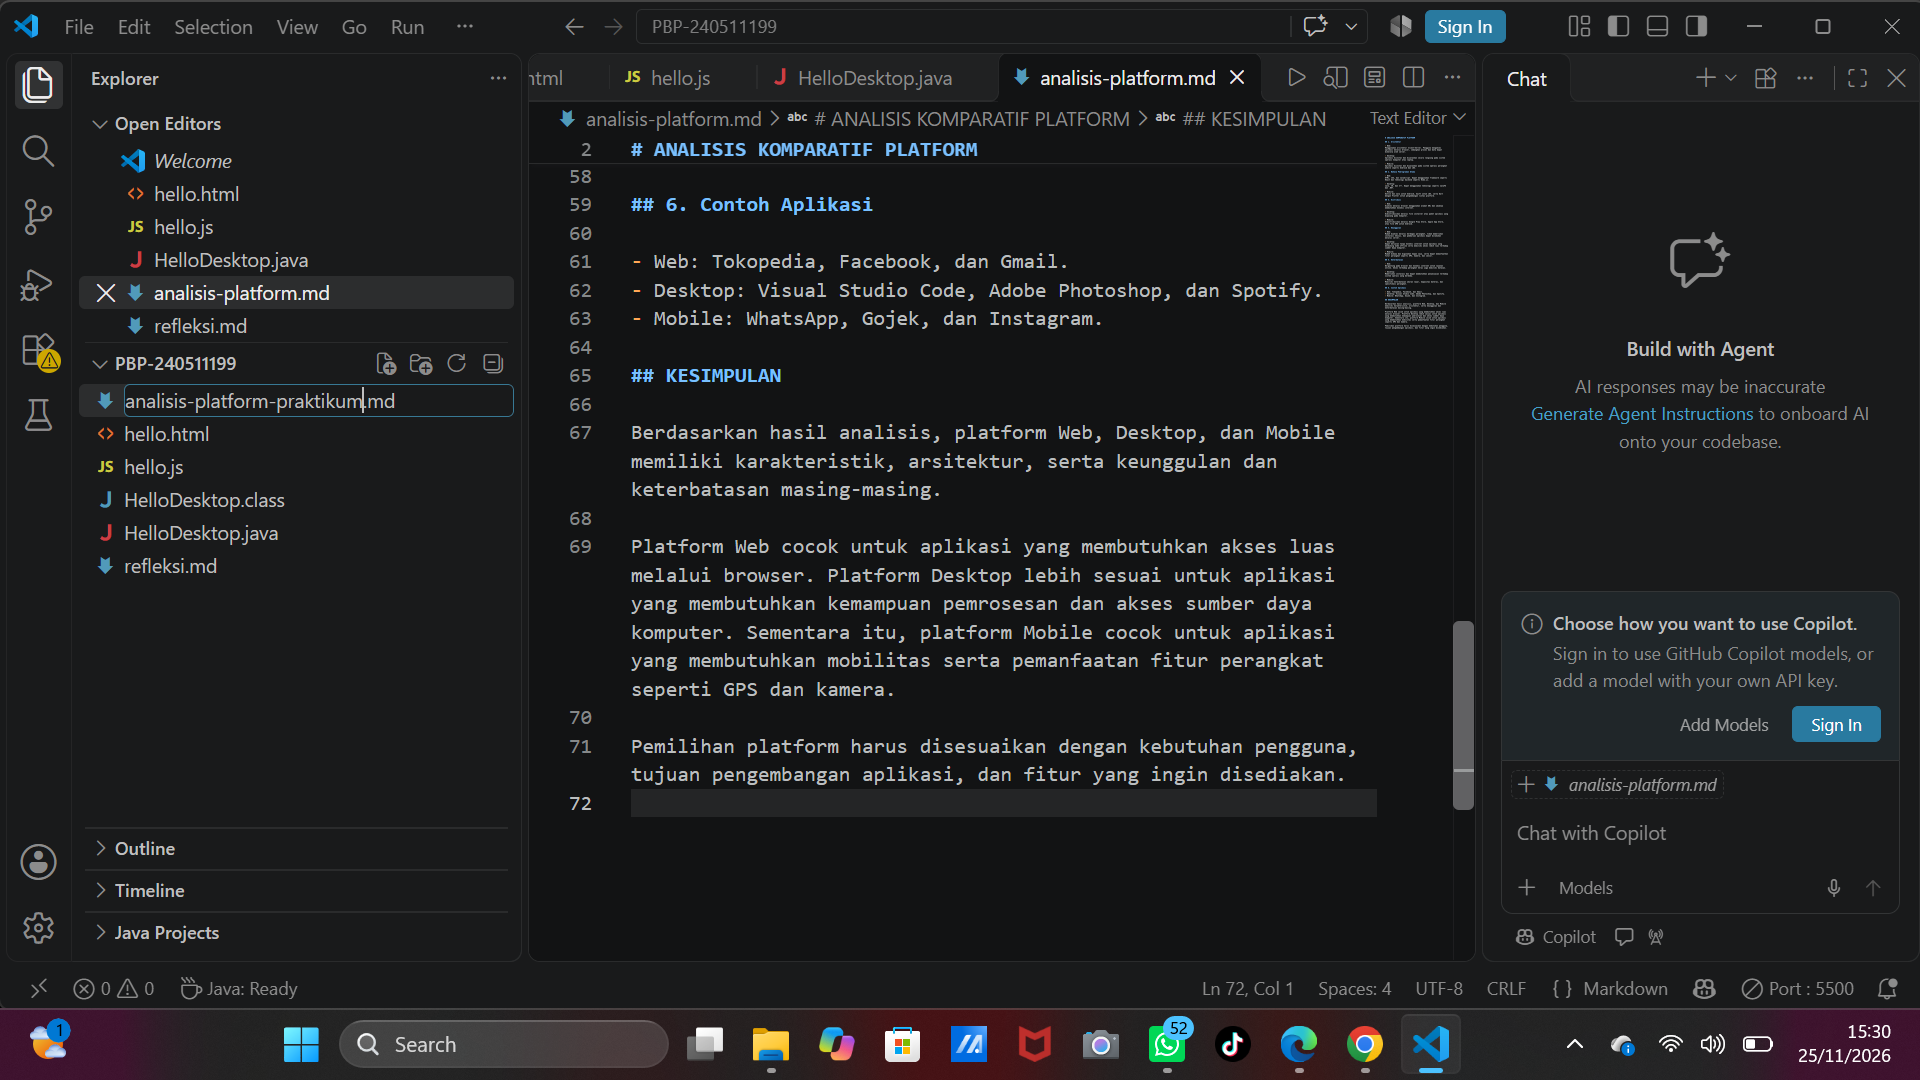 File Edit Selection View Go Run ···
PBP-240511199
Sign In
Explorer
Open Editors
Welcome
<> hello.html
JS hello.js
J HelloDesktop.java
analisis-platform.md
refleksi.md
PBP-240511199
analisis-platform-praktikum.md
<> hello.html
JS hello.js
J HelloDesktop.class
J HelloDesktop.java
refleksi.md
Outline
Timeline
Java Projects
html
JS hello.js
J HelloDesktop.java
analisis-platform.md
analisis-platform.md > abc # ANALISIS KOMPARATIF PLATFORM > abc ## KESIMPULAN
Text Editor
2 # ANALISIS KOMPARATIF PLATFORM
58
59 ## 6. Contoh Aplikasi
60
61 - Web: Tokopedia, Facebook, dan Gmail.
62 - Desktop: Visual Studio Code, Adobe Photoshop, dan Spotify.
63 - Mobile: WhatsApp, Gojek, dan Instagram.
64
65 ## KESIMPULAN
66
67 Berdasarkan hasil analisis, platform Web, Desktop, dan Mobile
memiliki karakteristik, arsitektur, serta keunggulan dan
keterbatasan masing-masing.
68
69 Platform Web cocok untuk aplikasi yang membutuhkan akses luas
melalui browser. Platform Desktop lebih sesuai untuk aplikasi
yang membutuhkan kemampuan pemrosesan dan akses sumber daya
komputer. Sementara itu, platform Mobile cocok untuk aplikasi
yang membutuhkan mobilitas serta pemanfaatan fitur perangkat
seperti GPS dan kamera.
70
71 Pemilihan platform harus disesuaikan dengan kebutuhan pengguna,
tujuan pengembangan aplikasi, dan fitur yang ingin disediakan.
72
Chat
Build with Agent
AI responses may be inaccurate
Generate Agent Instructions to onboard AI
onto your codebase.
Choose how you want to use Copilot.
Sign in to use GitHub Copilot models, or
add a model with your own API key.
Add Models
Sign In
analisis-platform.md
Chat with Copilot
Models
Copilot
0 0
Java: Ready
Ln 72, Col 1
Spaces: 4
UTF-8
CRLF
{ } Markdown
Port : 5500
1
Search
52
15:30
25/11/2026